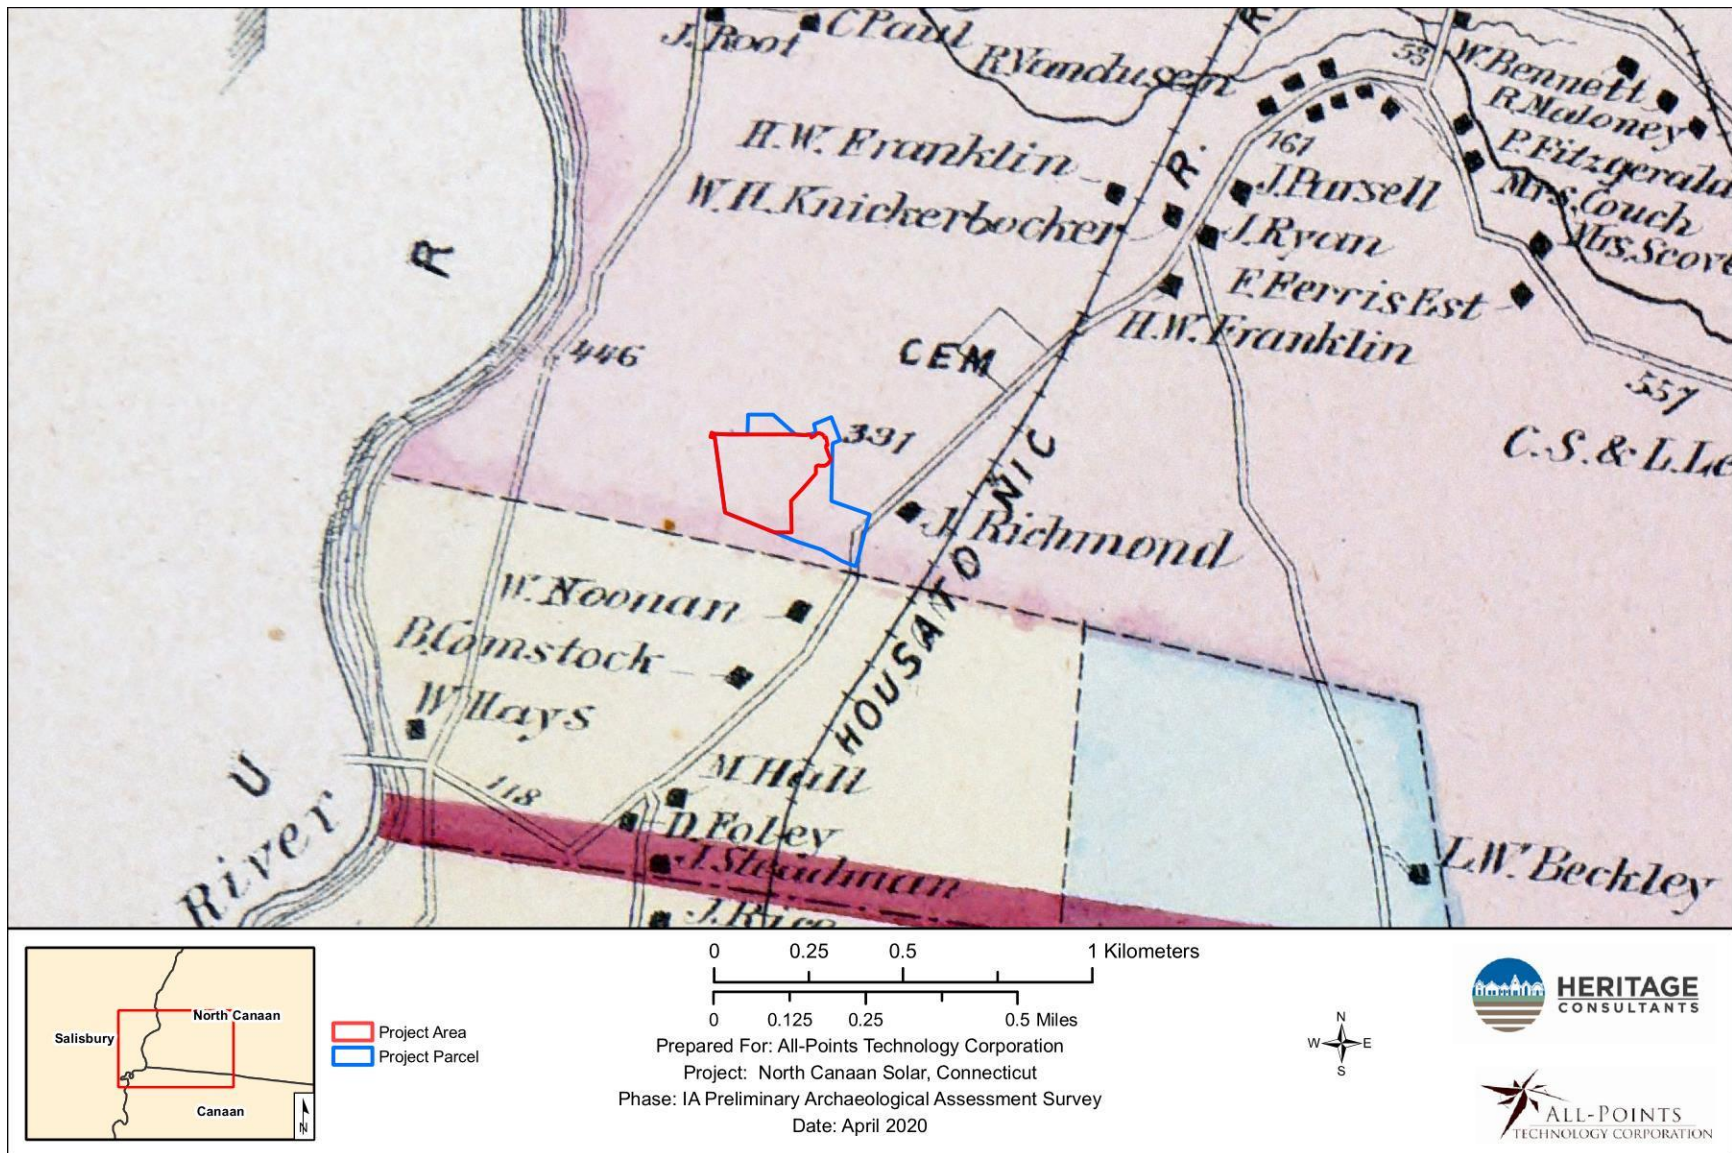 J. Root
C Paul
R Vandusen
R.
53
W. Bennett
R. Maloney
P. Fitzgerald
Mrs. Couch
Mrs. Scove
H. W. Franklin
W. H. Knickerbocker
R.
161
J. Pursell
J. Ryan
E Ferris Est
H. W. Franklin
R
446
CEM
557
C. S. & L. Le
391
J. Richmond
HOUSATONIC
W. Noonan
B. Comstock
W. Hays
U
River
118
M. Hall
D. Foley
J. Steadman
J. Rice
L. W. Beckley
Salisbury
North Canaan
Canaan
N
Project Area
Project Parcel
0 0.25 0.5 1 Kilometers
0 0.125 0.25 0.5 Miles
Prepared For: All-Points Technology Corporation
Project: North Canaan Solar, Connecticut
Phase: IA Preliminary Archaeological Assessment Survey
Date: April 2020
N
W E
S
HERITAGE
CONSULTANTS
ALL-POINTS
TECHNOLOGY CORPORATION